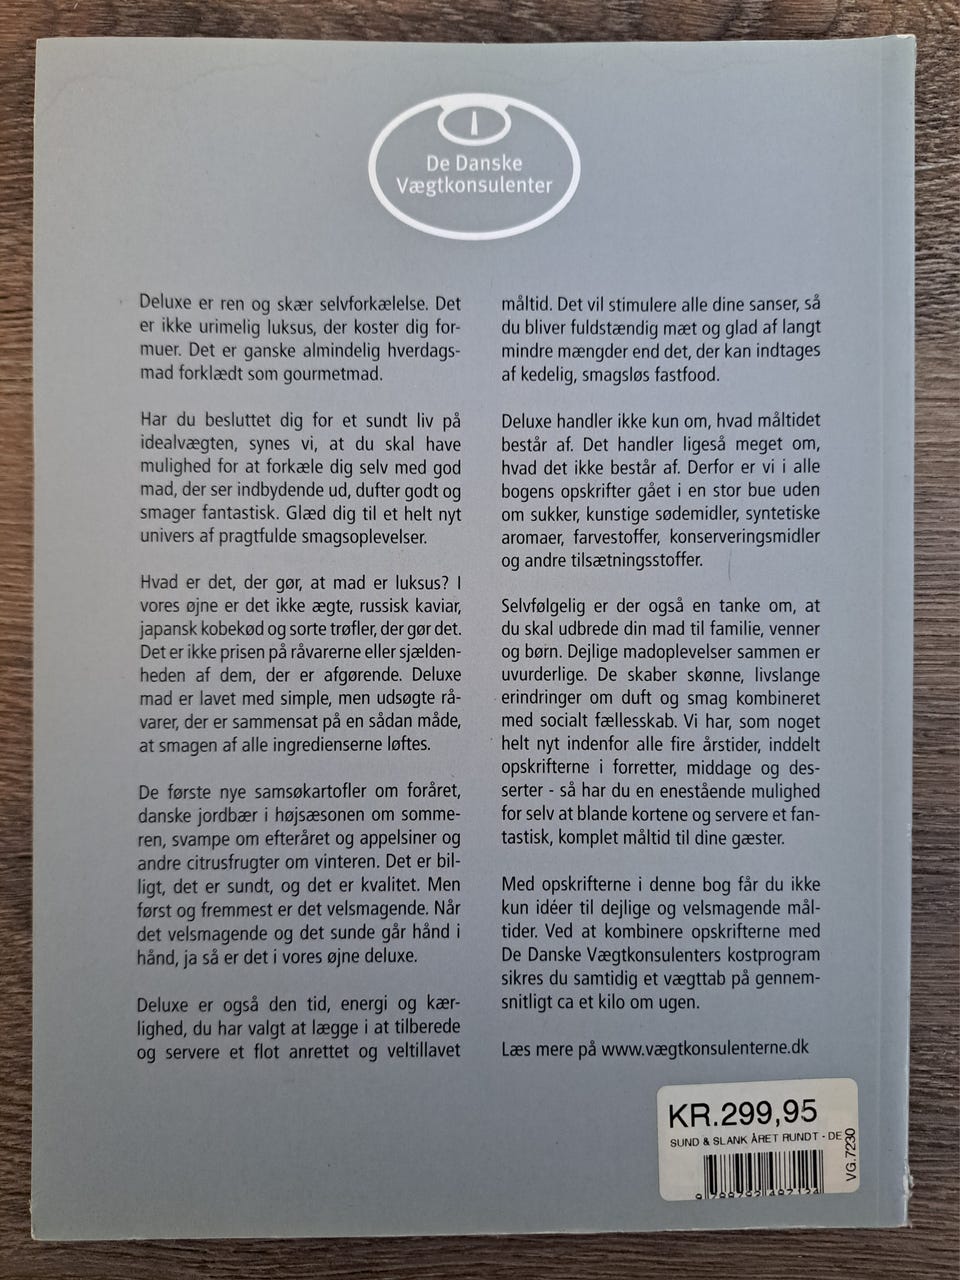 De Danske
Vægtkonsulenter
Deluxe er ren og skær selvforkælelse. Det
er ikke urimelig luksus, der koster dig for-
muer. Det er ganske almindelig hverdags-
mad forklædt som gourmetmad.
Har du besluttet dig for et sundt liv på
idealvægten, synes vi, at du skal have
mulighed for at forkæle dig selv med god
mad, der ser indbydende ud, dufter godt og
smager fantastisk. Glæd dig til et helt nyt
univers af pragtfulde smagsoplevelser.
Hvad er det, der gør, at mad er luksus? I
vores øjne er det ikke ægte, russisk kaviar,
japansk kobekød og sorte trøfler, der gør det.
Det er ikke prisen på råvarerne eller sjælden-
heden af dem, der er afgørende. Deluxe
mad er lavet med simple, men udsøgte rå-
varer, der er sammensat på en sådan måde,
at smagen af alle ingredienserne løftes.
De første nye samsøkartofler om foråret,
danske jordbær i højsæsonen om somme-
ren, svampe om efteråret og appelsiner og
andre citrusfrugter om vinteren. Det er bil-
ligt, det er sundt, og det er kvalitet. Men
først og fremmest er det velsmagende. Når
det velsmagende og det sunde går hånd i
hånd, ja så er det i vores øjne deluxe.
Deluxe er også den tid, energi og kær-
lighed, du har valgt at lægge i at tilberede
og servere et flot anrettet og veltillavet
måltid. Det vil stimulere alle dine sanser, så
du bliver fuldstændig mæt og glad af langt
mindre mængder end det, der kan indtages
af kedelig, smagsløs fastfood.
Deluxe handler ikke kun om, hvad måltidet
består af. Det handler ligeså meget om,
hvad det ikke består af. Derfor er vi i alle
bogens opskrifter gået i en stor bue uden
om sukker, kunstige sødemidler, syntetiske
aromaer, farvestoffer, konserveringsmidler
og andre tilsætningsstoffer.
Selvfølgelig er der også en tanke om, at
du skal udbrede din mad til familie, venner
og børn. Dejlige madoplevelser sammen er
uvurderlige. De skaber skønne, livslange
erindringer om duft og smag kombineret
med socialt fællesskab. Vi har, som noget
helt nyt indenfor alle fire årstider, inddelt
opskrifterne i forretter, middage og des-
serter - så har du en enestående mulighed
for selv at blande kortene og servere et fan-
tastisk, komplet måltid til dine gæster.
Med opskrifterne i denne bog får du ikke
kun idéer til dejlige og velsmagende mål-
tider. Ved at kombinere opskrifterne med
De Danske Vægtkonsulenters kostprogram
sikres du samtidig et vægttab på gennem-
snitligt ca et kilo om ugen.
Læs mere på www.vægtkonsulenterne.dk
KR.299,95
SUND & SLANK ÅRET RUNDT - DE
VG.7230